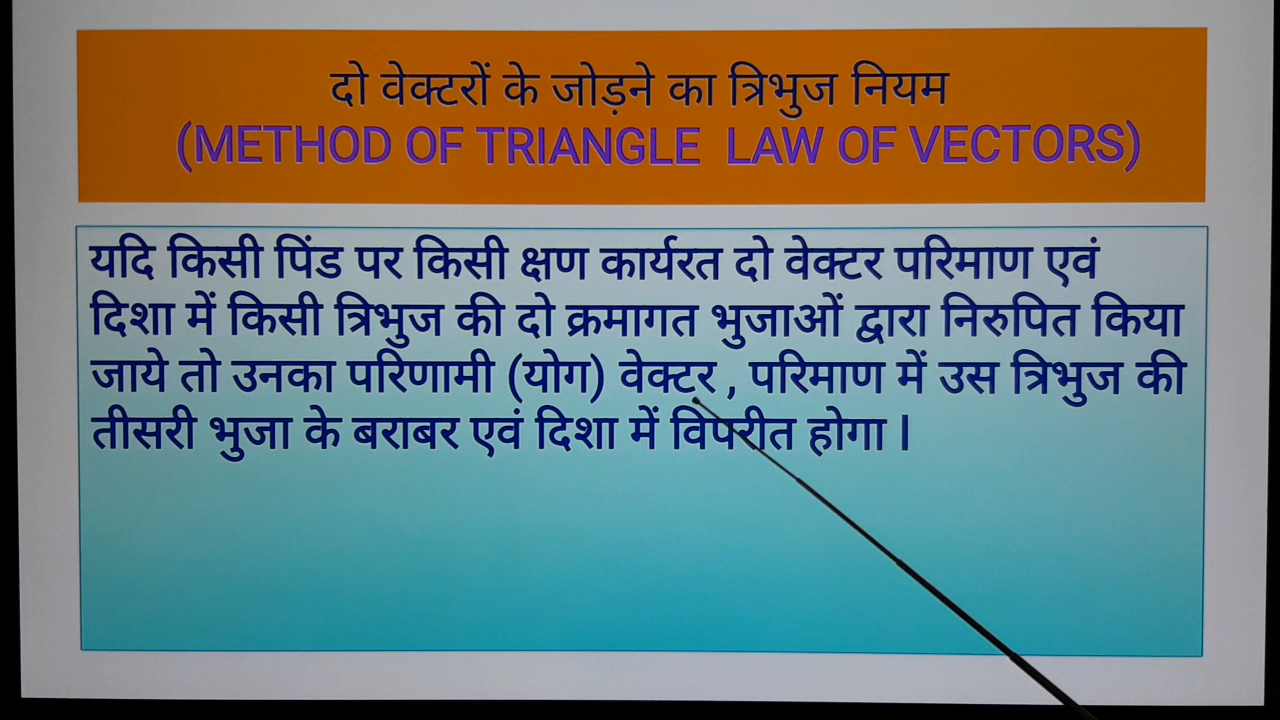 दो वेक्टरों के जोड़ने का त्रिभुज नियम
(METHOD OF TRIANGLE LAW OF VECTORS)
यदि किसी पिंड पर किसी क्षण कार्यरत दो वेक्टर परिमाण एवं
दिशा में किसी त्रिभुज की दो क्रमागत भुजाओं द्वारा निरुपित किया
जाये तो उनका परिणामी (योग) वेक्टर , परिमाण में उस त्रिभुज की
तीसरी भुजा के बराबर एवं दिशा में विपरीत होगा l